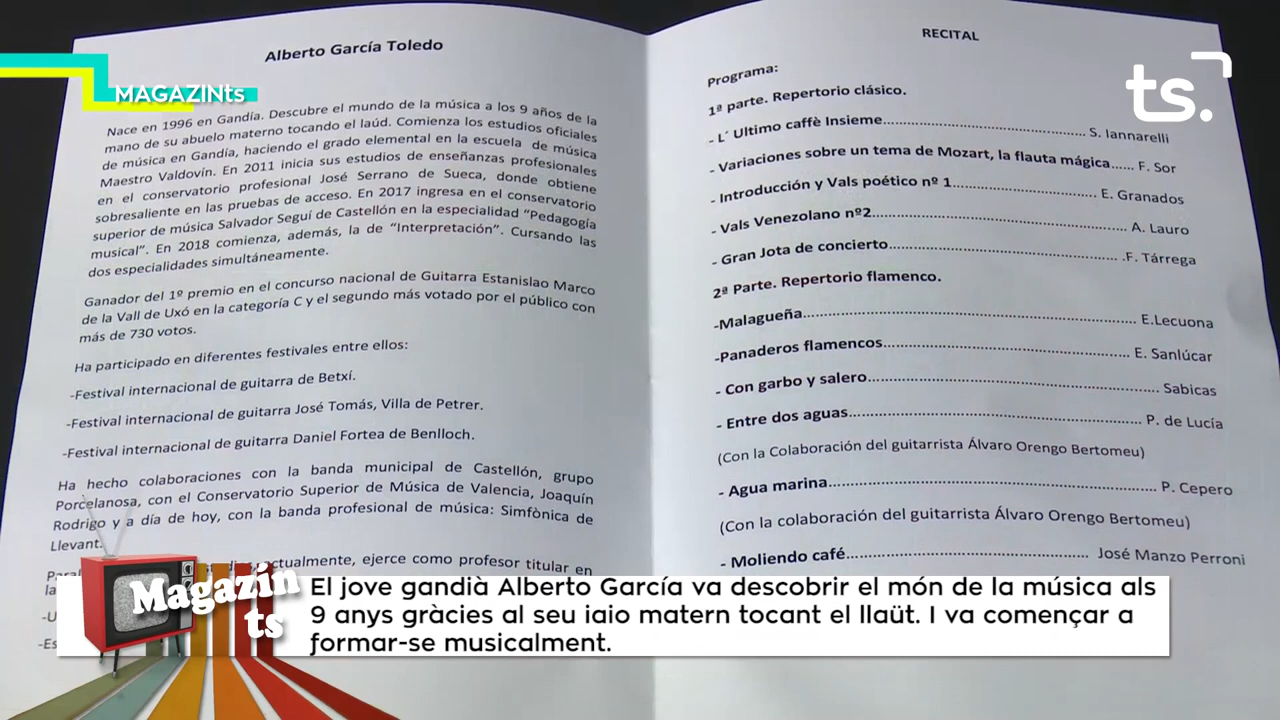 MAGAZINts
ts.
Alberto García Toledo
Nace en 1996 en Gandía. Descubre el mundo de la música a los 9 años de la
mano de su abuelo materno tocando el laúd. Comienza los estudios oficiales
de música en Gandía, haciendo el grado elemental en la escuela de música
Maestro Valdovín. En 2011 inicia sus estudios de enseñanzas profesionales
en el conservatorio profesional José Serrano de Sueca, donde obtiene
sobresaliente en las pruebas de acceso. En 2017 ingresa en el conservatorio
superior de música Salvador Seguí de Castellón en la especialidad “Pedagogía
musical”. En 2018 comienza, además, la de “Interpretación”. Cursando las
dos especialidades simultáneamente.
Ganador del 1º premio en el concurso nacional de Guitarra Estanislao Marco
de la Vall de Uxó en la categoría C y el segundo más votado por el público con
más de 730 votos.
Ha participado en diferentes festivales entre ellos:
-Festival internacional de guitarra de Betxí.
-Festival internacional de guitarra José Tomás, Villa de Petrer.
-Festival internacional de guitarra Daniel Fortea de Benlloch.
Ha hecho colaboraciones con la banda municipal de Castellón, grupo
Porcelanosa, con el Conservatorio Superior de Música de Valencia, Joaquín
Rodrigo y a día de hoy, con la banda profesional de música: Simfònica de
Llevant.
actualmente, ejerce como profesor titular en
RECITAL
Programa:
1ª parte. Repertorio clásico.
- L´ Ultimo caffè Insieme........ S. Iannarelli
- Variaciones sobre un tema de Mozart, la flauta mágica...... F. Sor
- Introducción y Vals poético nº 1........ E. Granados
- Vals Venezolano nº2........ A. Lauro
- Gran Jota de concierto........ .F. Tárrega
2ª Parte. Repertorio flamenco.
-Malagueña........ E.Lecuona
-Panaderos flamencos........ E. Sanlúcar
- Con garbo y salero........ Sabicas
- Entre dos aguas........ P. de Lucía
(Con la Colaboración del guitarrista Álvaro Orengo Bertomeu)
- Agua marina........ P. Cepero
(Con la colaboración del guitarrista Álvaro Orengo Bertomeu)
- Moliendo café........ José Manzo Perroni
Magazin
ts
El jove gandià Alberto García va descobrir el món de la música als
9 anys gràcies al seu iaio matern tocant el llaüt. I va començar a
formar-se musicalment.